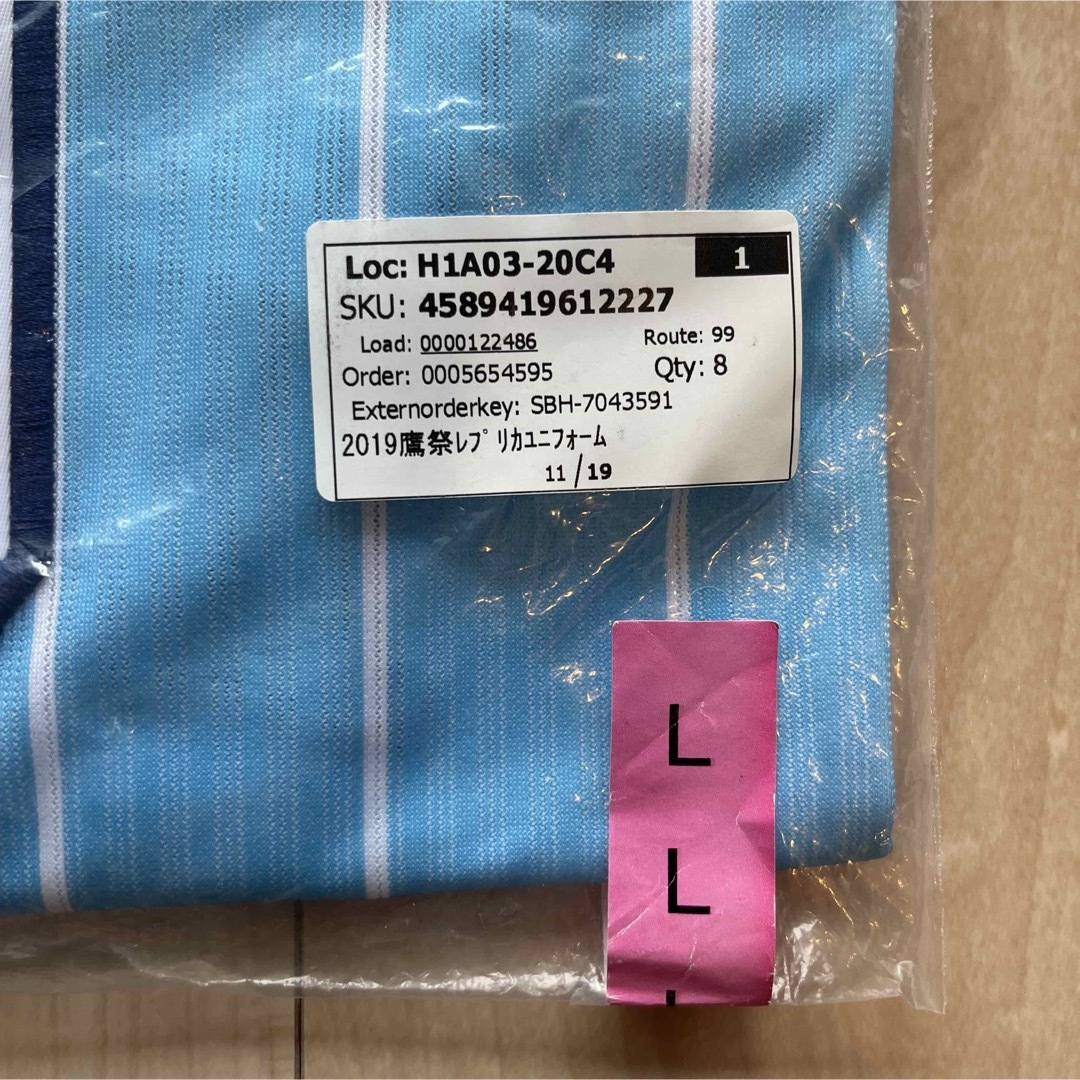 Loc: H1A03-20C4 1
SKU: 4589419612227
Load: 0000122486 Route: 99
Order: 0005654595 Qty: 8
Externorderkey: SBH-7043591
2019鷹祭ﾚﾌﾟﾘｶﾕﾆﾌｫｰﾑ
11 / 19
L
L